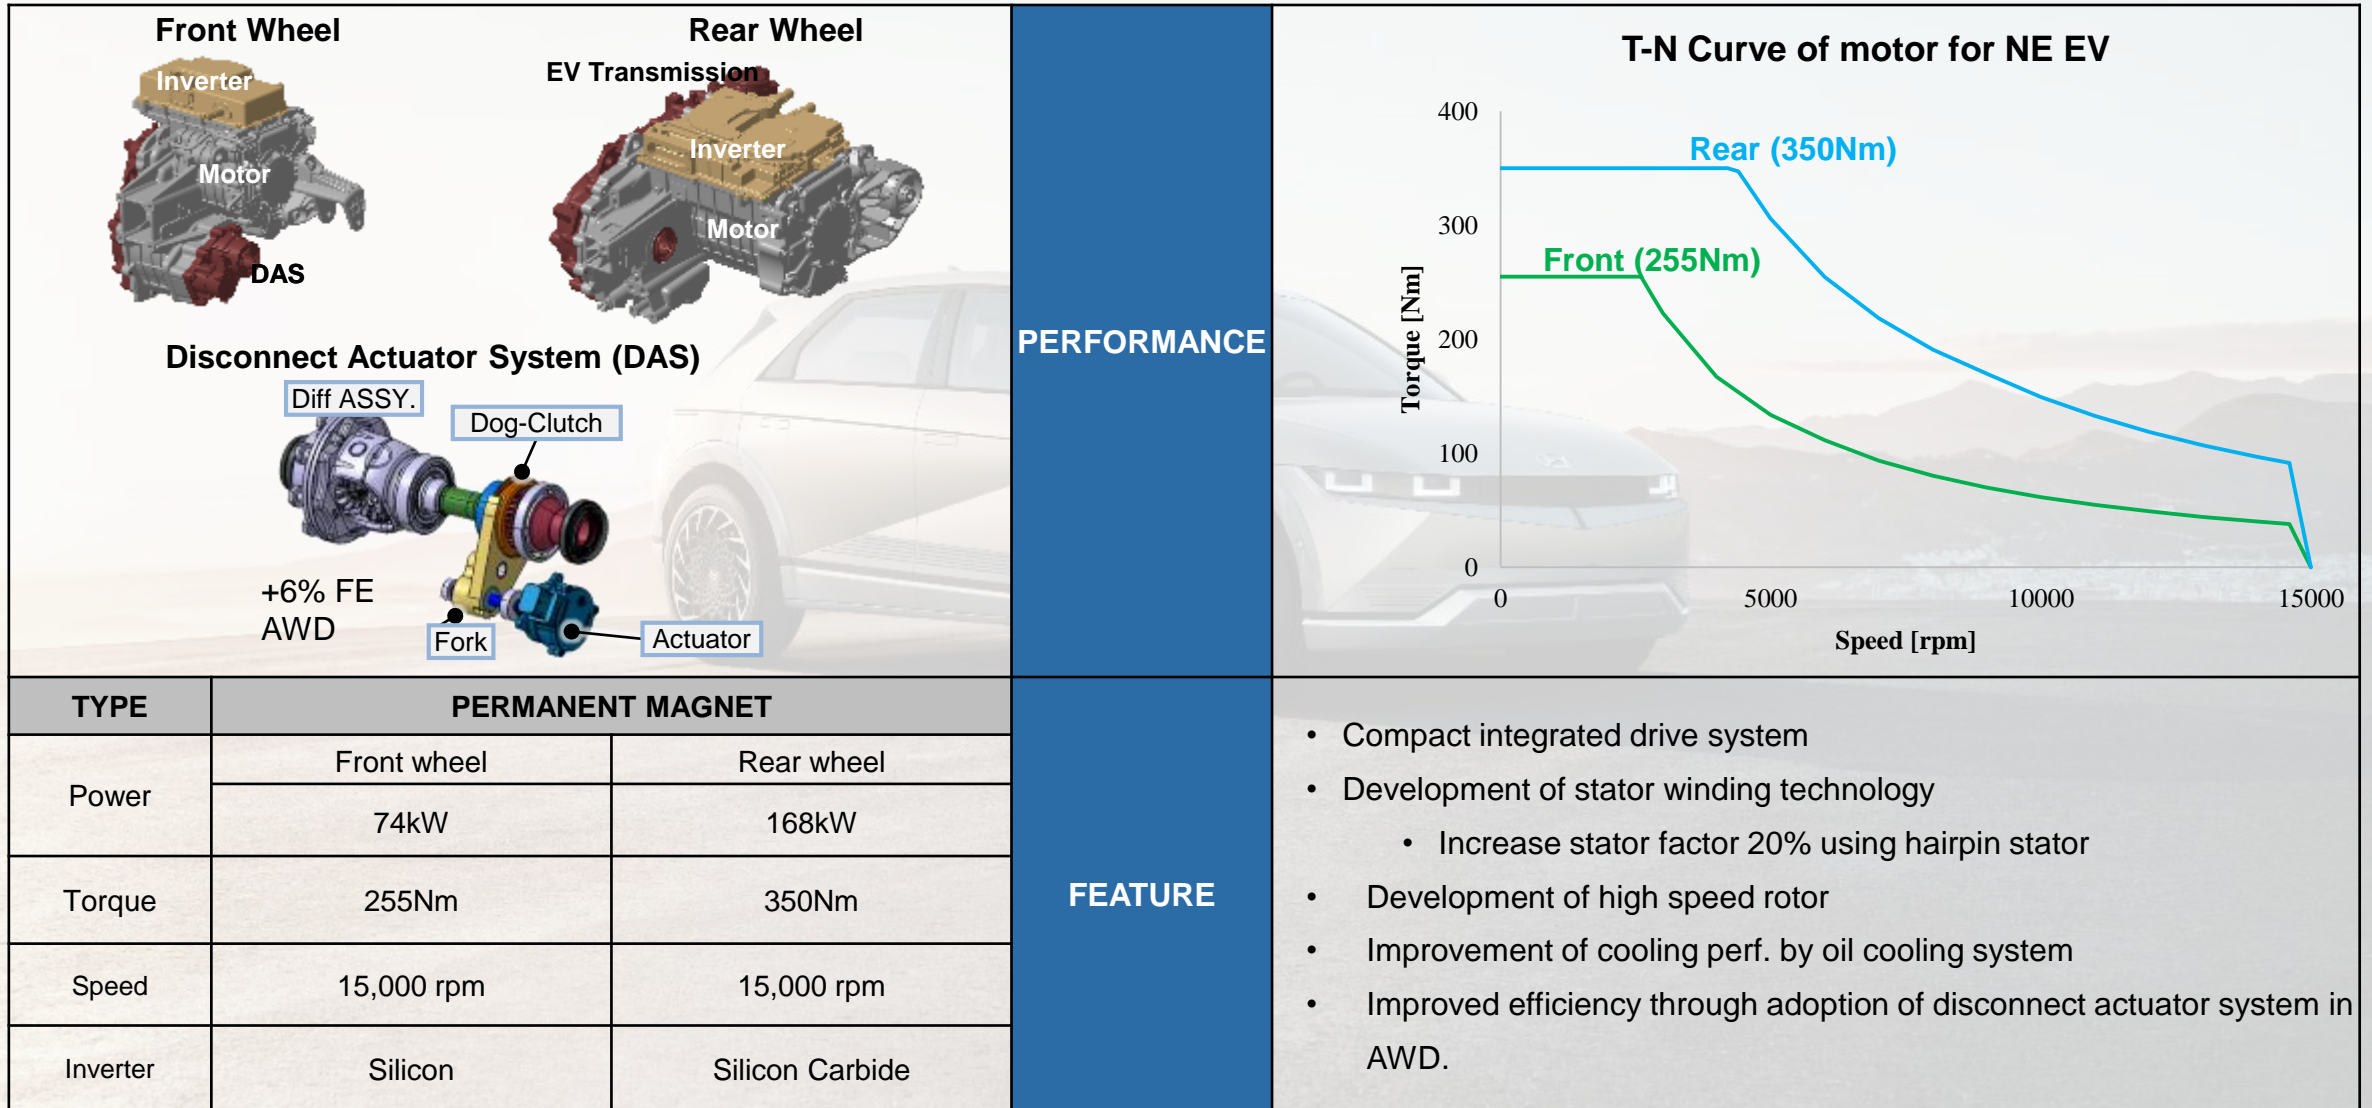 Front Wheel
Rear Wheel
EV Transmission
Inverter
Inverter
Motor
Motor
DAS
Disconnect Actuator System (DAS)
Diff ASSY.
Dog-Clutch
+6% FE
AWD
Fork
Actuator
PERFORMANCE
T-N Curve of motor for NE EV
400
300
200
100
0
Torque [Nm]
Rear (350Nm)
Front (255Nm)
0 5000 10000 15000
Speed [rpm]
TYPE PERMANENT MAGNET
Power Front wheel Rear wheel
74kW 168kW
Torque 255Nm 350Nm
Speed 15,000 rpm 15,000 rpm
Inverter Silicon Silicon Carbide
FEATURE
• Compact integrated drive system
• Development of stator winding technology
• Increase stator factor 20% using hairpin stator
• Development of high speed rotor
• Improvement of cooling perf. by oil cooling system
• Improved efficiency through adoption of disconnect actuator system in
AWD.